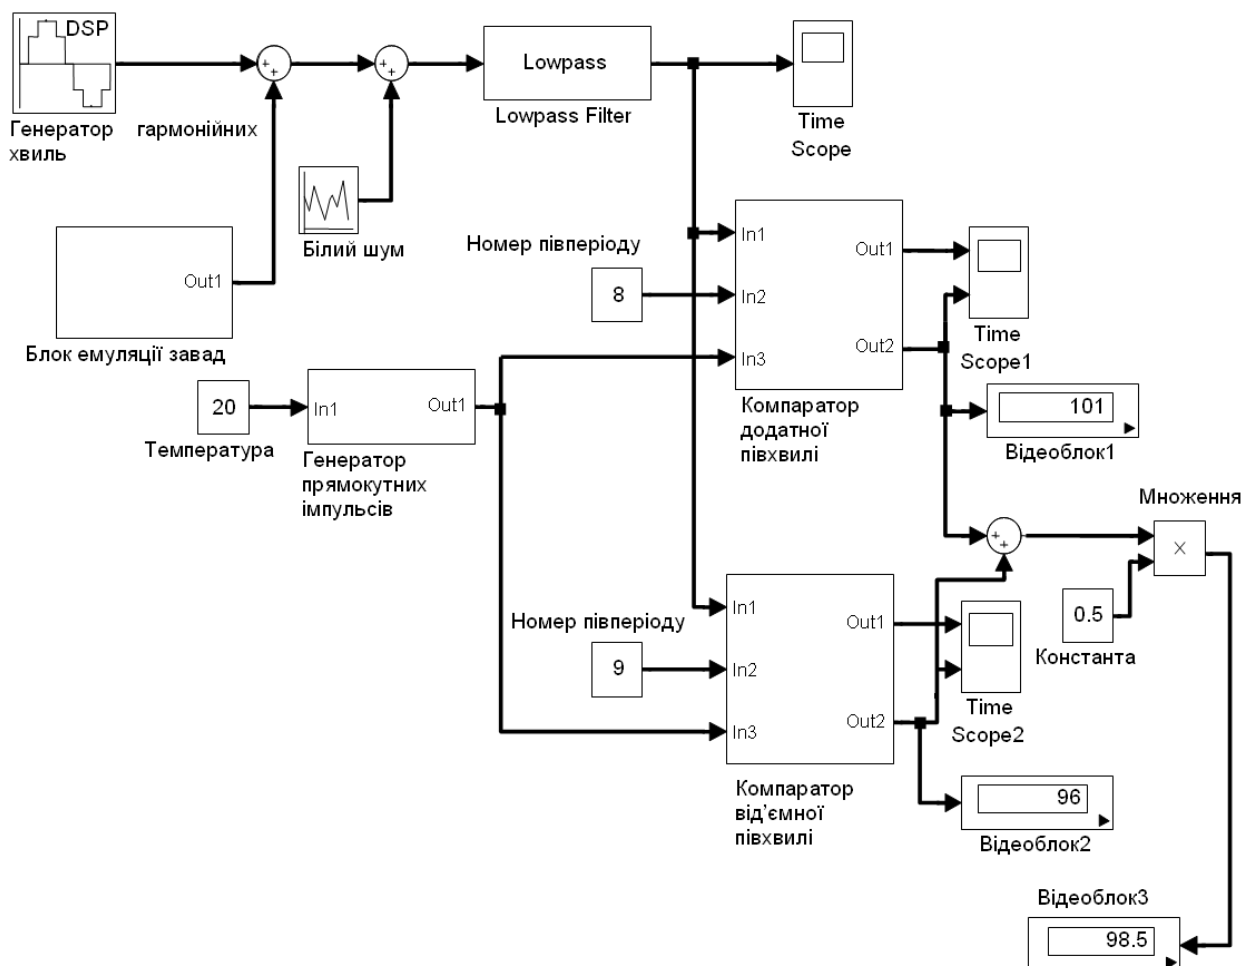 DSP
Генератор гармонійних
хвиль
+
+
+
+
Lowpass
Lowpass Filter
Time
Scope
Білий шум
Out1
Блок емуляції завад
Номер півперіоду
8
In1
In2
In3
Out1
Out2
Компаратор
додатної
півхвилі
Time
Scope1
101
Відеоблок1
20
Температура
In1
Out1
Генератор
прямокутних
імпульсів
+
+
Множення
X
0.5
Константа
Номер півперіоду
9
In1
In2
In3
Out1
Out2
Компаратор
від'ємної
півхвилі
Time
Scope2
96
Відеоблок2
Відеоблок3
98.5